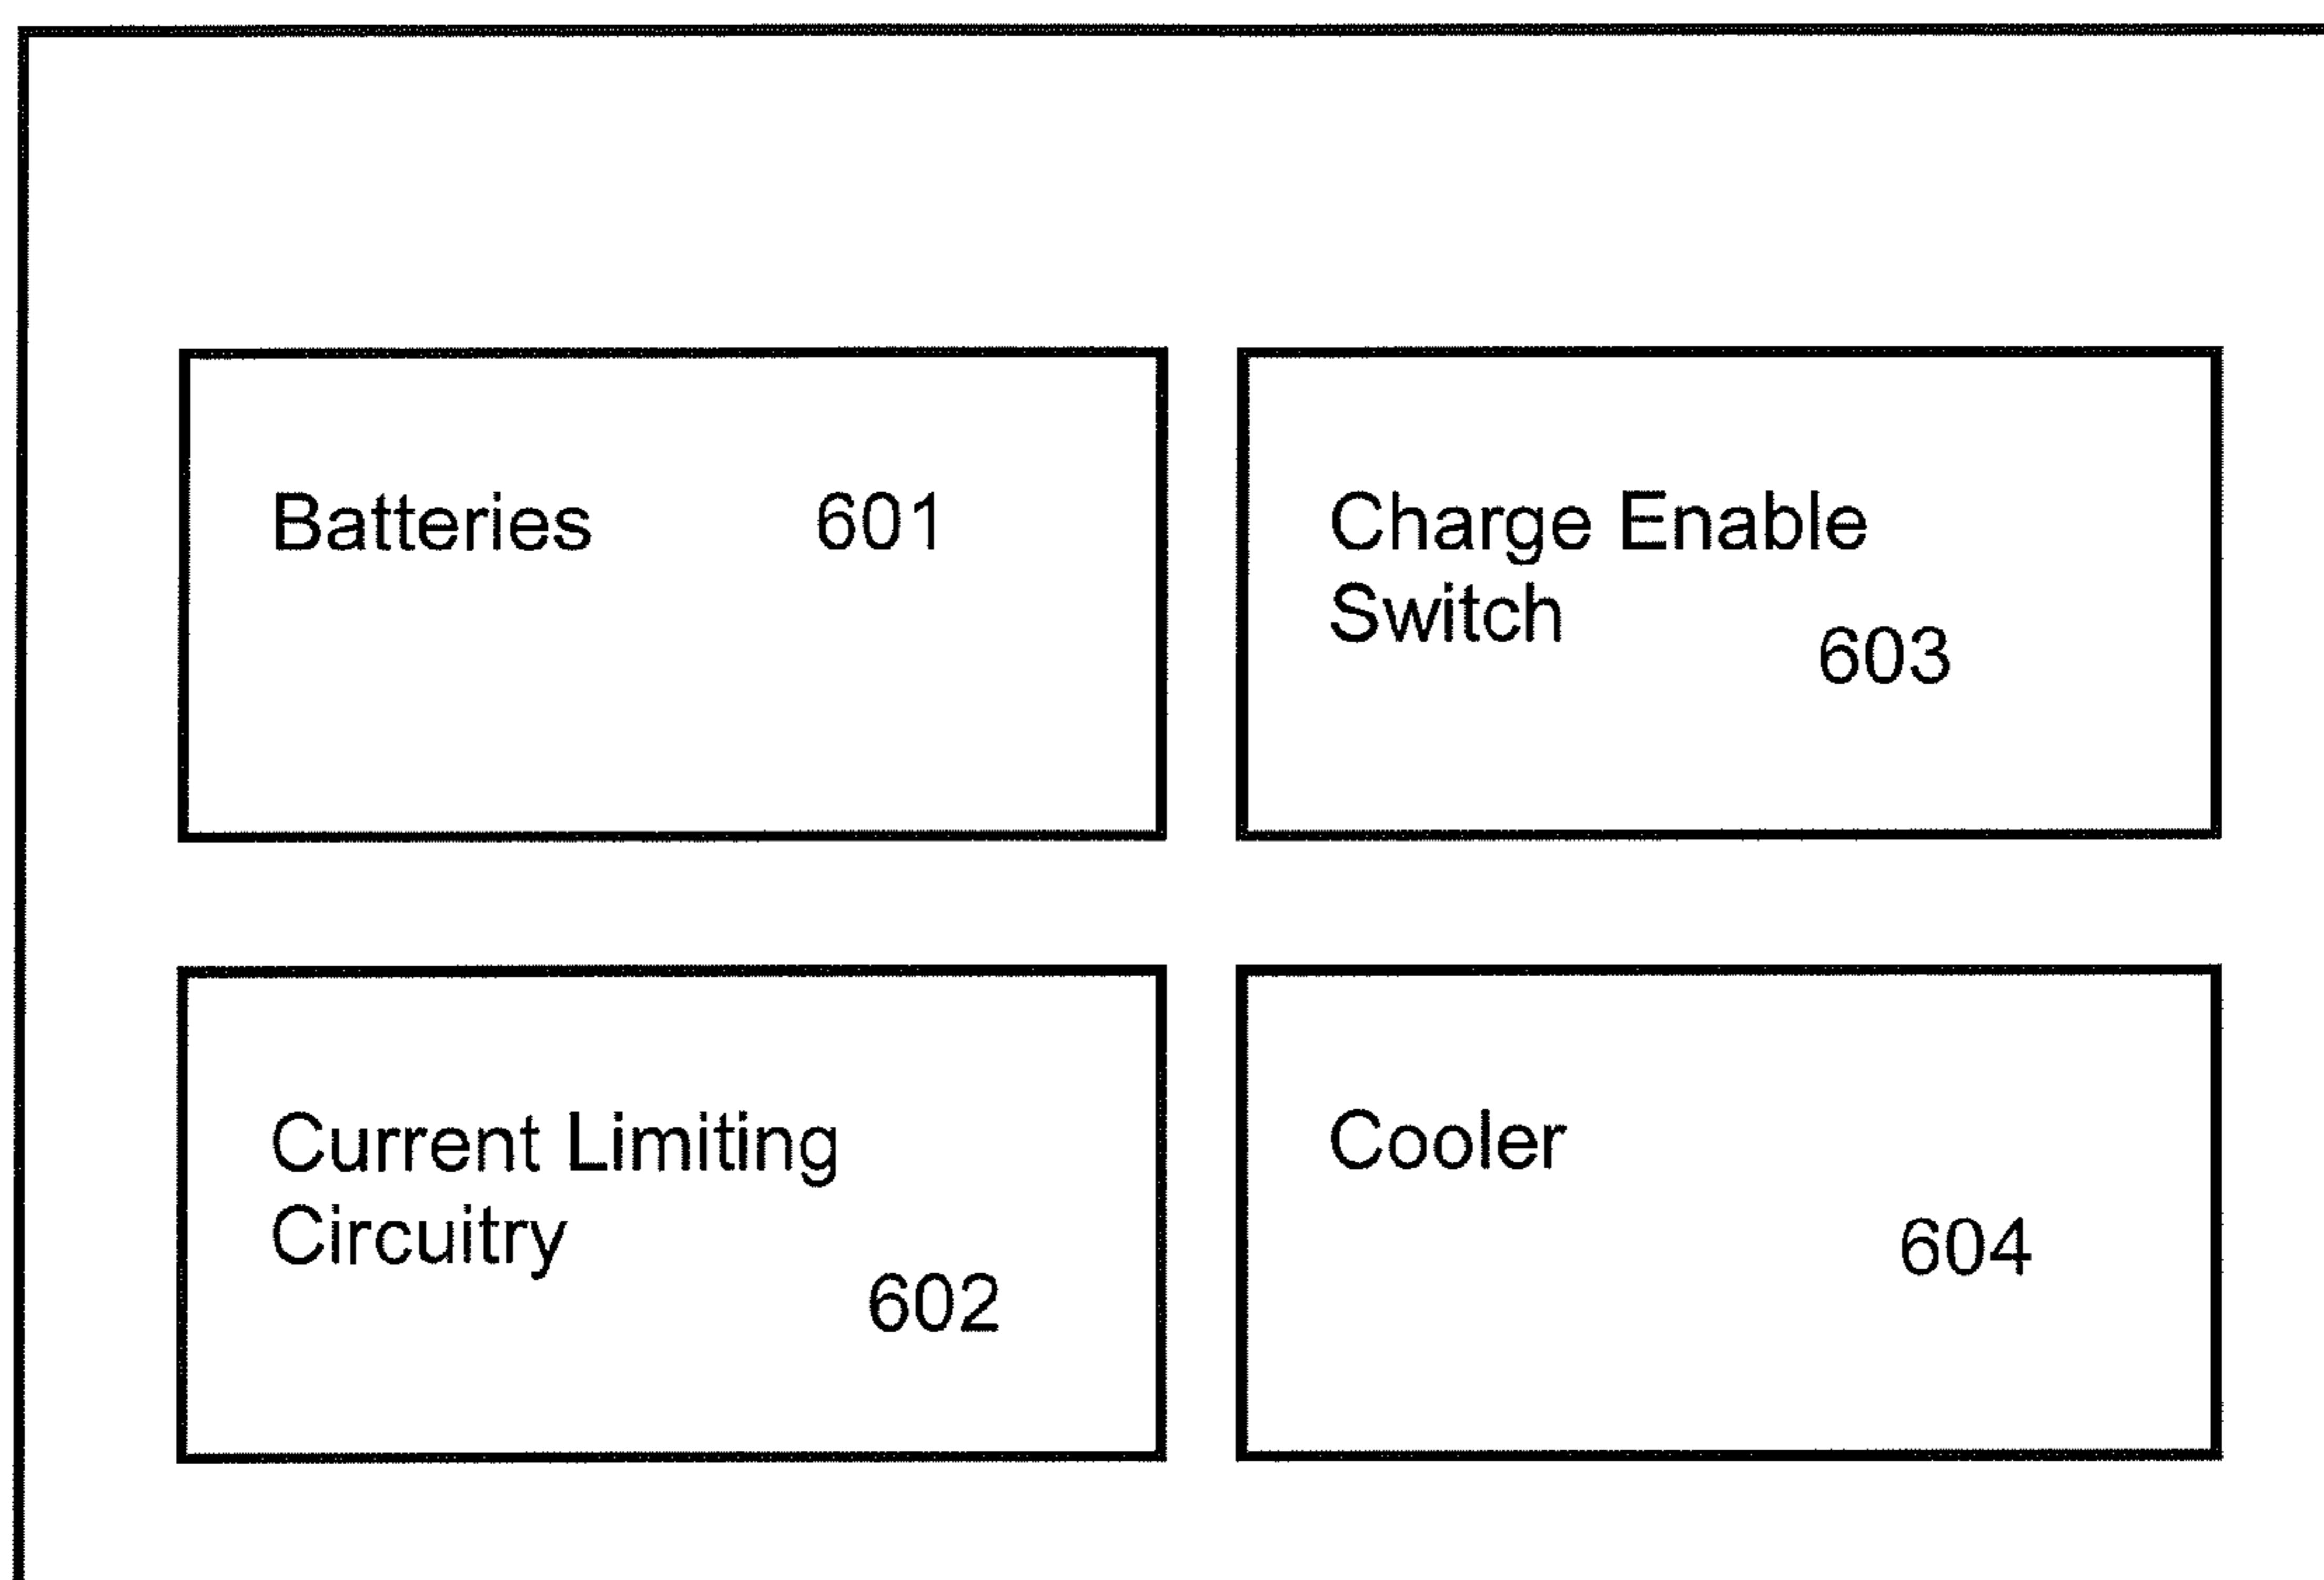 Batteries 601
Charge Enable
Switch
603
Current Limiting
Circuitry
602
Cooler
604